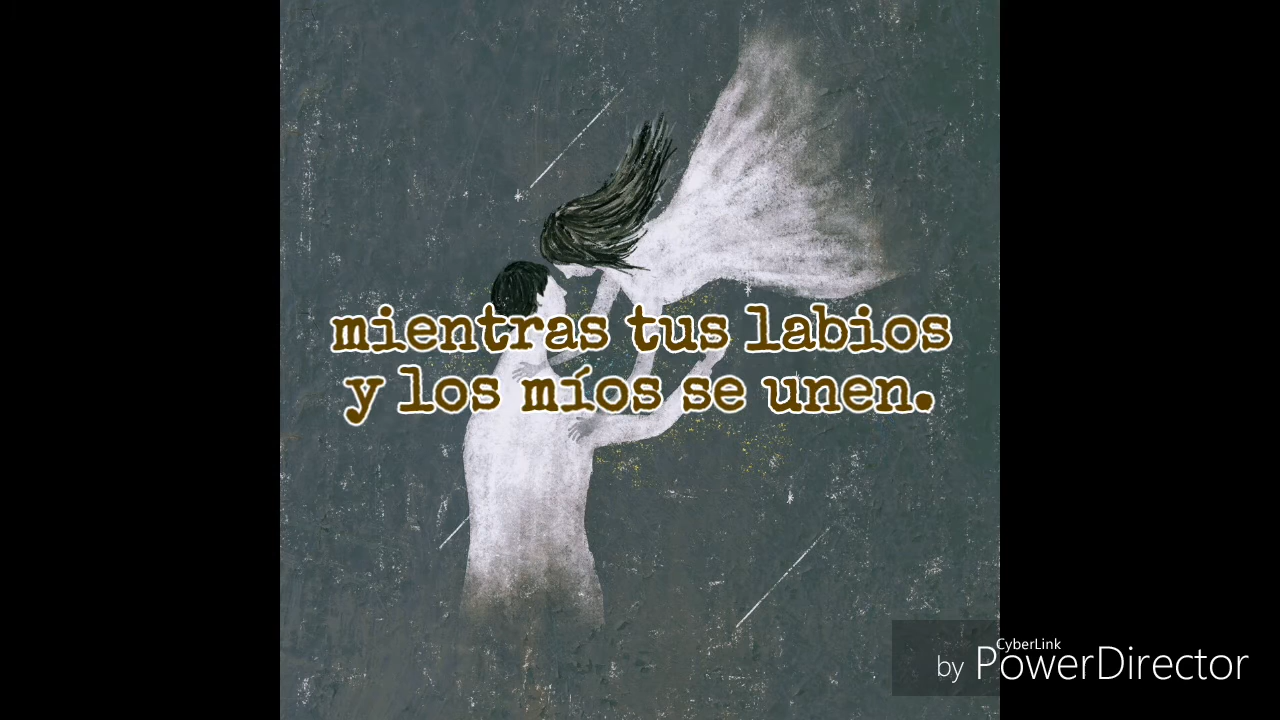 mientras tus labios
y los míos se unen.
CyberLink
by PowerDirector